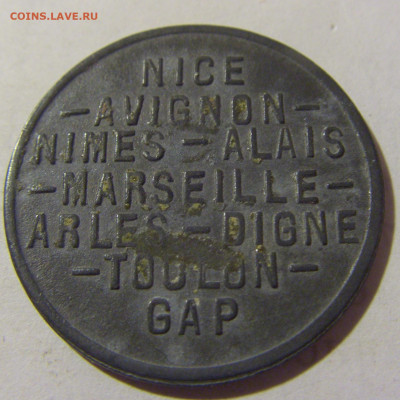 COINS.LAVE.RU
NICE
—AVIGNON—
NIMES — ALAIS
—MARSEILLE—
ARLES — DIGNE
—TOULON—
GAP